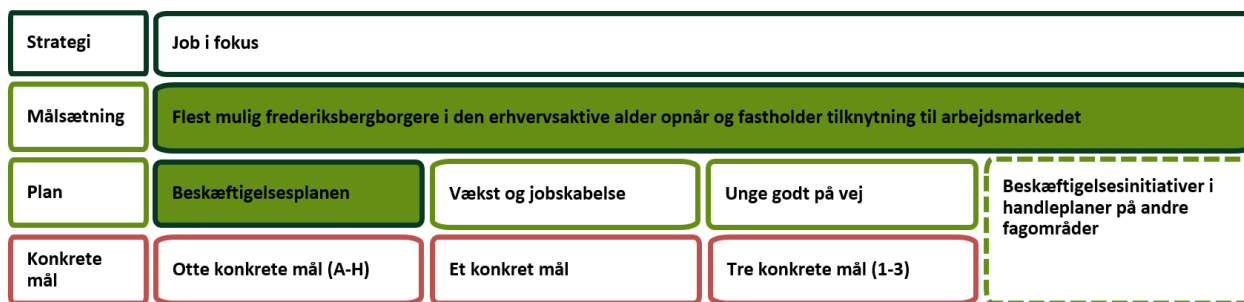 Strategi
Job i fokus
Målsætning
Flest mulig frederiksbergborgere i den erhvervsaktive alder opnår og fastholder tilknytning til arbejdsmarkedet
Plan
Beskæftigelsesplanen
Vækst og jobskabelse
Unge godt på vej
Beskæftigelsesinitiativer i
handleplaner på andre
fagområder
Konkrete
mål
Otte konkrete mål (A-H)
Et konkret mål
Tre konkrete mål (1-3)